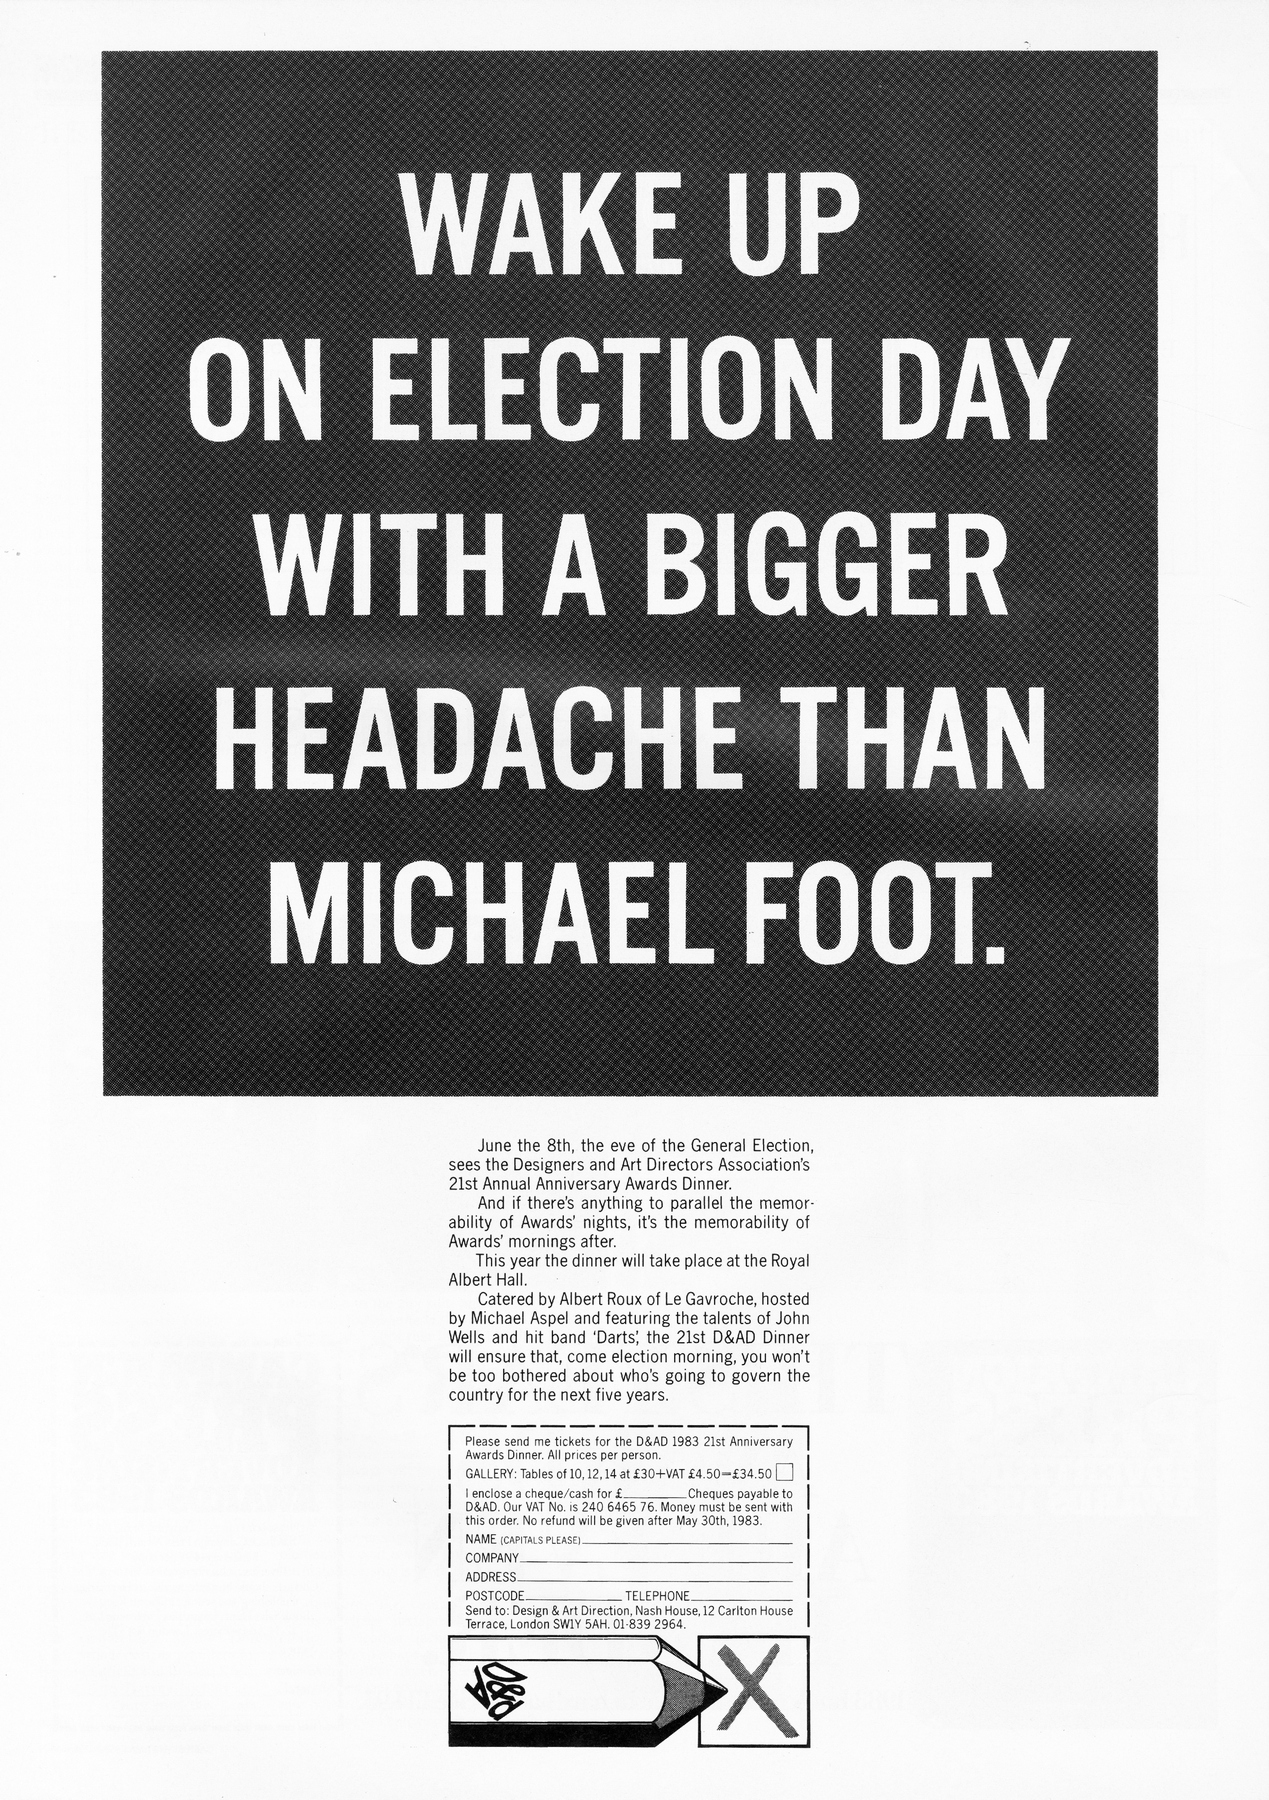 WAKE UP
ON ELECTION DAY
WITH A BIGGER
HEADACHE THAN
MICHAEL FOOT.
June the 8th, the eve of the General Election,
sees the Designers and Art Directors Association's
21st Annual Anniversary Awards Dinner.
And if there's anything to parallel the memor-
ability of Awards' nights, it's the memorability of
Awards' mornings after.
This year the dinner will take place at the Royal
Albert Hall.
Catered by Albert Roux of Le Gavroche, hosted
by Michael Aspel and featuring the talents of John
Wells and hit band 'Darts', the 21st D&AD Dinner
will ensure that, come election morning, you won't
be too bothered about who's going to govern the
country for the next five years.
Please send me tickets for the D&AD 1983 21st Anniversary
Awards Dinner. All prices per person.
GALLERY: Tables of 10, 12, 14 at £30+VAT £4.50=£34.50
I enclose a cheque/cash for £ Cheques payable to
D&AD. Our VAT No. is 240 6465 76. Money must be sent with
this order. No refund will be given after May 30th, 1983.
NAME (CAPITALS PLEASE)
COMPANY
ADDRESS
POSTCODE TELEPHONE
Send to: Design & Art Direction, Nash House, 12 Carlton House
Terrace, London SW1Y 5AH. 01-839 2964.
D&AD X